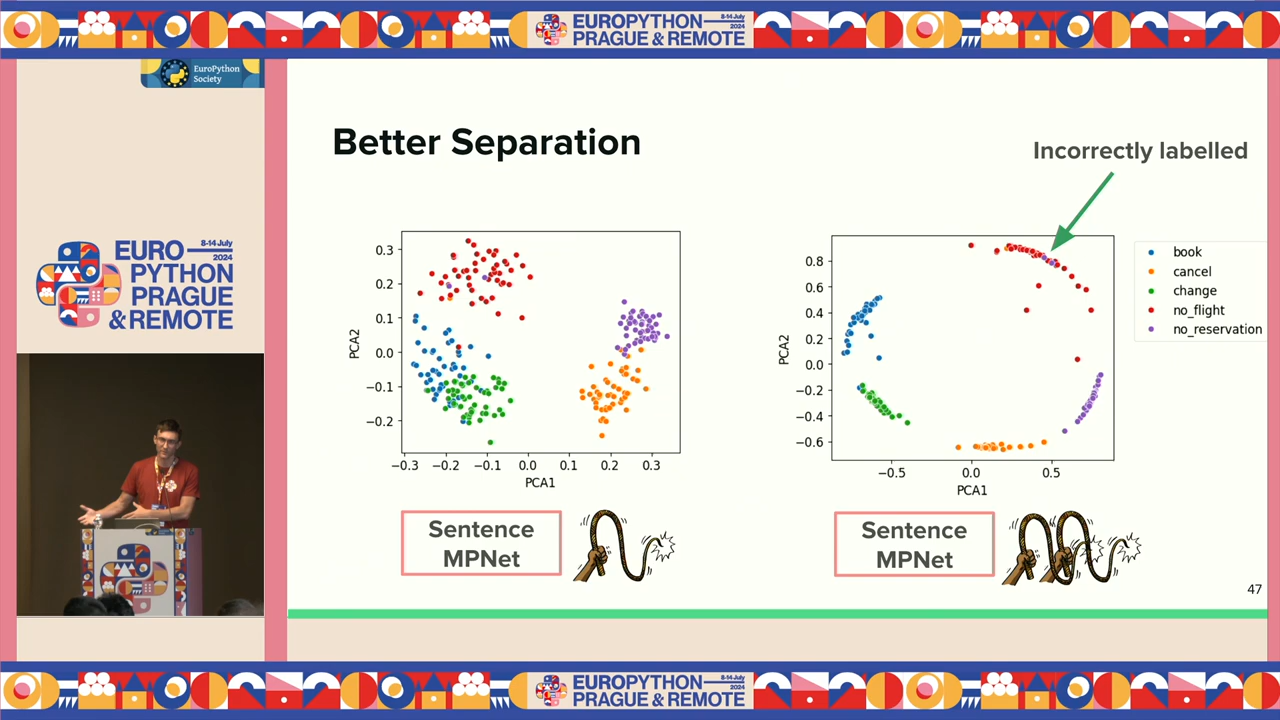 EUROPYTHON
PRAGUE & REMOTE
8-14 July
2024
EuroPython
Society
EURO
8-14 July
2024
PYTHON
PRAGUE
& REMOTE
Better Separation
Incorrectly labelled
0.3
0.2
0.1
0.0
−0.1
−0.2
PCA2
−0.3
−0.2
−0.1
0.0
0.1
0.2
0.3
PCA1
0.8
0.6
0.4
0.2
0.0
−0.2
−0.4
−0.6
PCA2
−0.5
0.0
0.5
PCA1
book
cancel
change
no_flight
no_reservation
Sentence
MPNet
Sentence
MPNet
47
EUROPYTHON
PRAGUE & REMOTE
8-14 July
2024